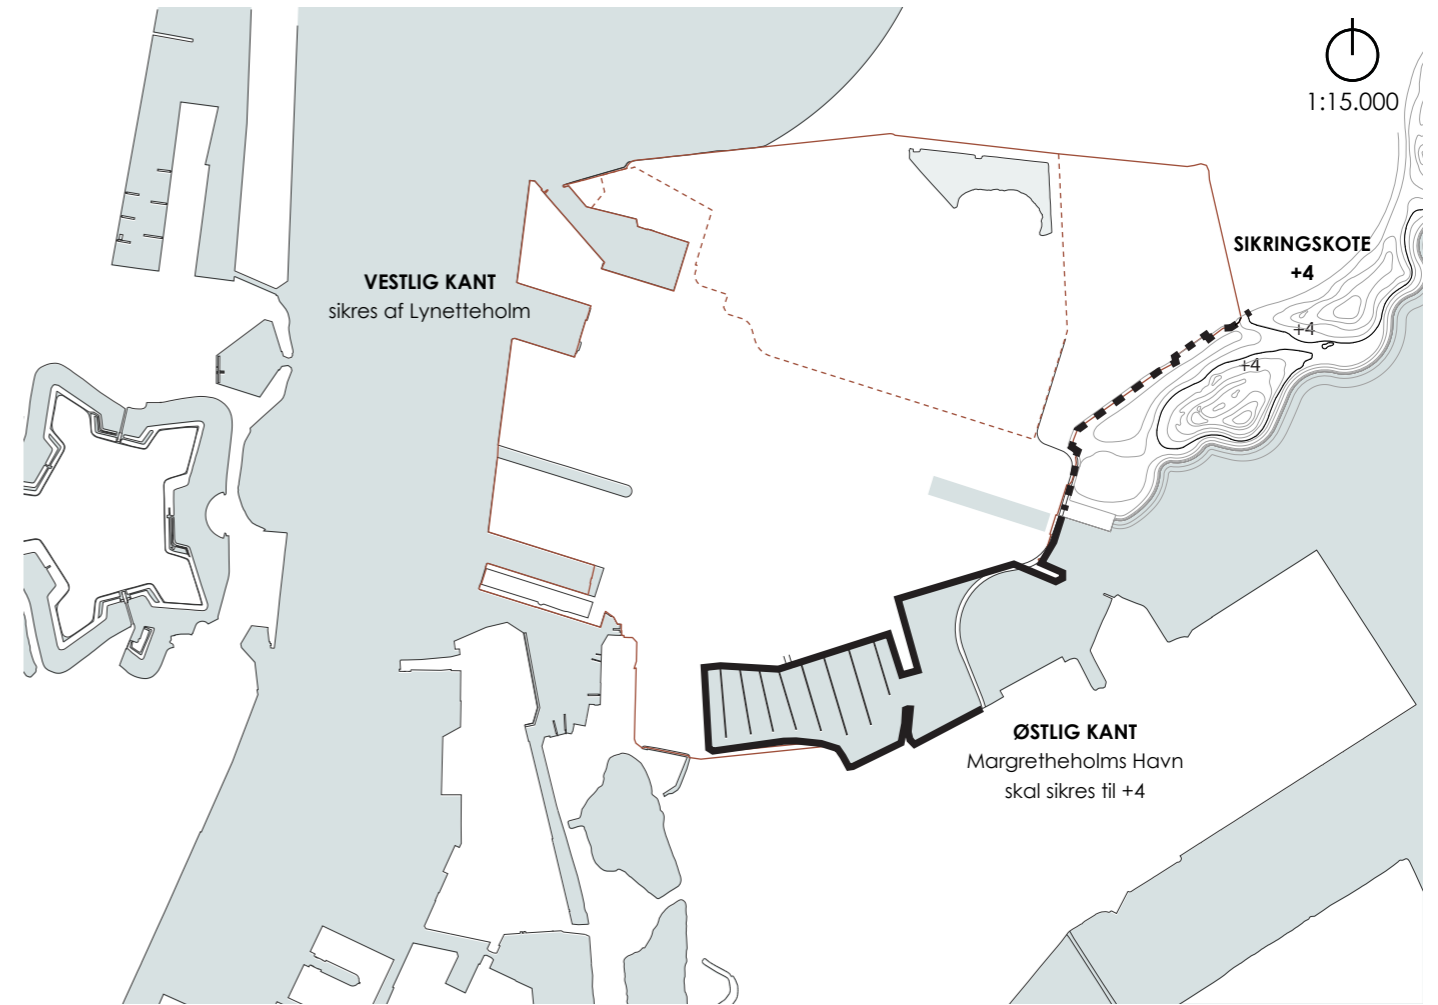 1:15.000
SIKRINGSKOTE
+4
VESTLIG KANT
sikres af Lynetteholm
+4
+4
ØSTLIG KANT
Margretheholms Havn
skal sikres til +4